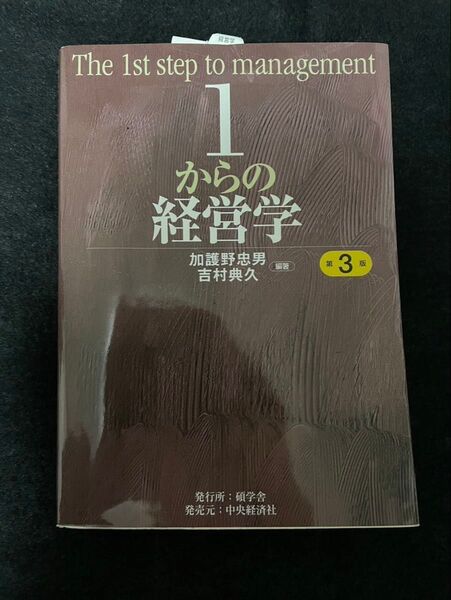 経営学
The 1st step to management
1
からの
経営学
加護野忠男
吉村典久
編著
第3版
発行所：碩学舎
発売元：中央経済社